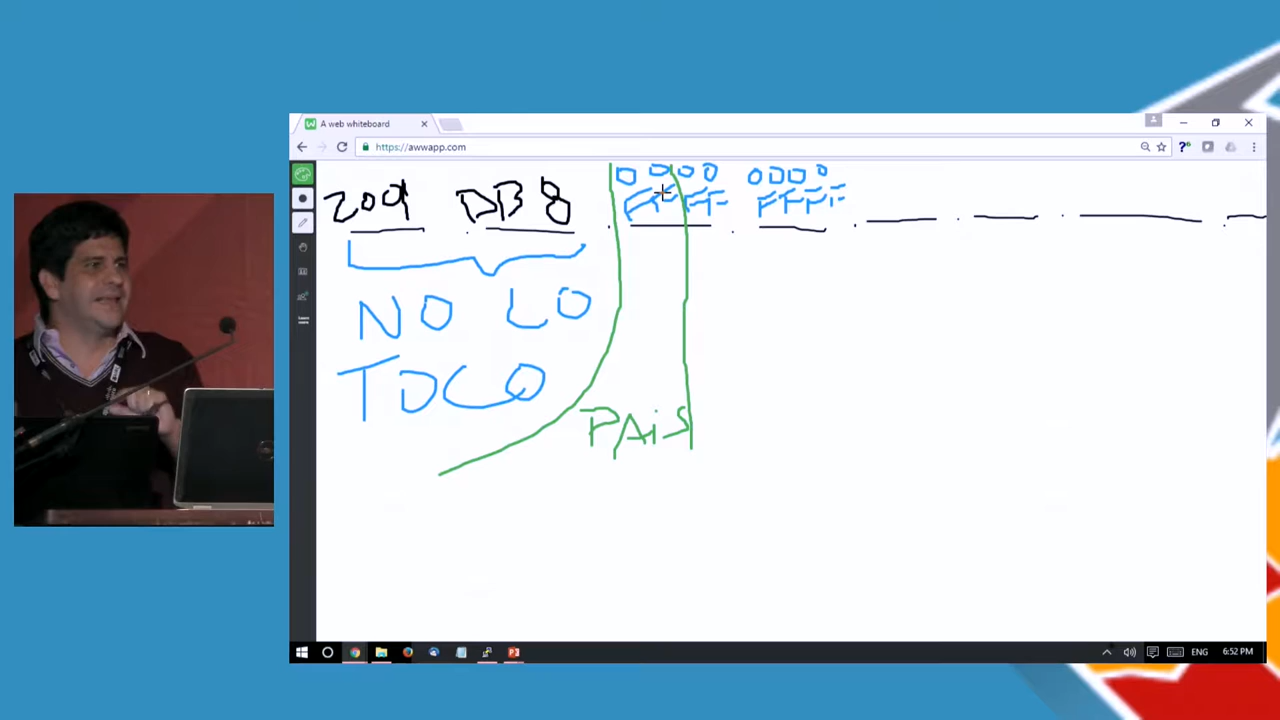 A web whiteboard
https://awwapp.com
0000 0000
2001 DB8 FFFF FFFF
NO LO
TOCO
PAiS
ENG 6:52 PM